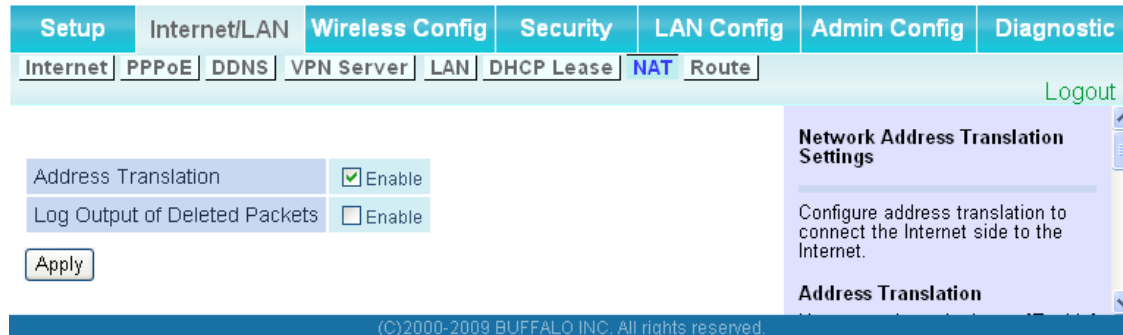 Setup Internet/LAN Wireless Config Security LAN Config Admin Config Diagnostic
Internet PPPoE DDNS VPN Server LAN DHCP Lease NAT Route
Logout
Address Translation Enable
Log Output of Deleted Packets Enable
Apply
Network Address Translation
Settings
Configure address translation to
connect the Internet side to the
Internet.
Address Translation
(C)2000-2009 BUFFALO INC. All rights reserved.